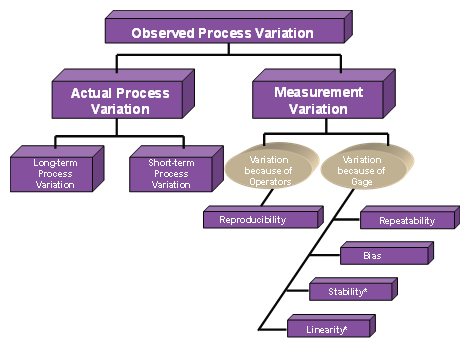 Observed Process Variation
Actual Process
Variation
Measurement
Variation
Long-term
Process
Variation
Short-term
Process
Variation
Variation
because of
Operators
Variation
because of
Gage
Reproducibility
Repeatability
Bias
Stability*
Linearity*